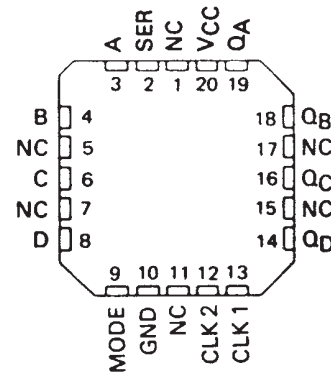 A SER NC VCC QA
3 2 1 20 19
B 4 18 QB
NC 5 17 NC
C 6 16 QC
NC 7 15 NC
D 8 14 QD
9 10 11 12 13
MODE GND NC CLK 2 CLK 1